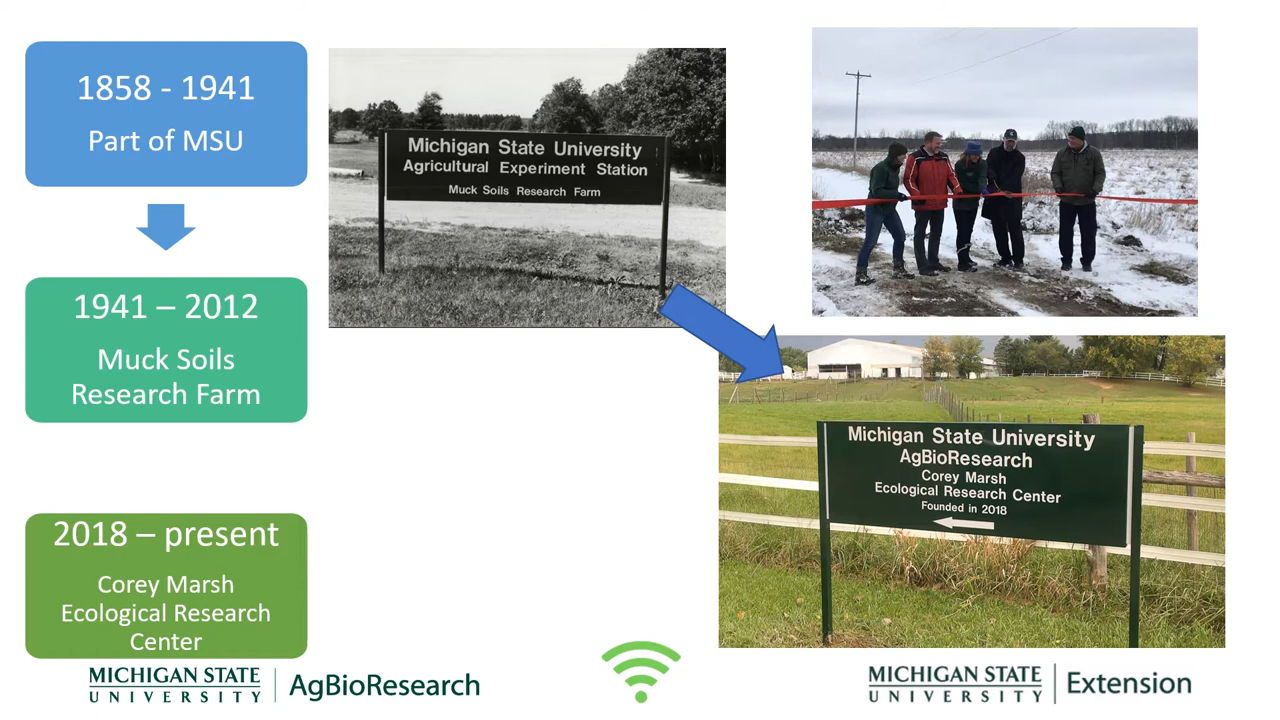 1858 - 1941
Part of MSU
1941 – 2012
Muck Soils
Research Farm
2018 – present
Corey Marsh
Ecological Research
Center
Michigan State University
Agricultural Experiment Station
Muck Soils Research Farm
Michigan State University
AgBioResearch
Corey Marsh
Ecological Research Center
Founded in 2018
MICHIGAN STATE
UNIVERSITY
AgBioResearch
MICHIGAN STATE
UNIVERSITY
Extension